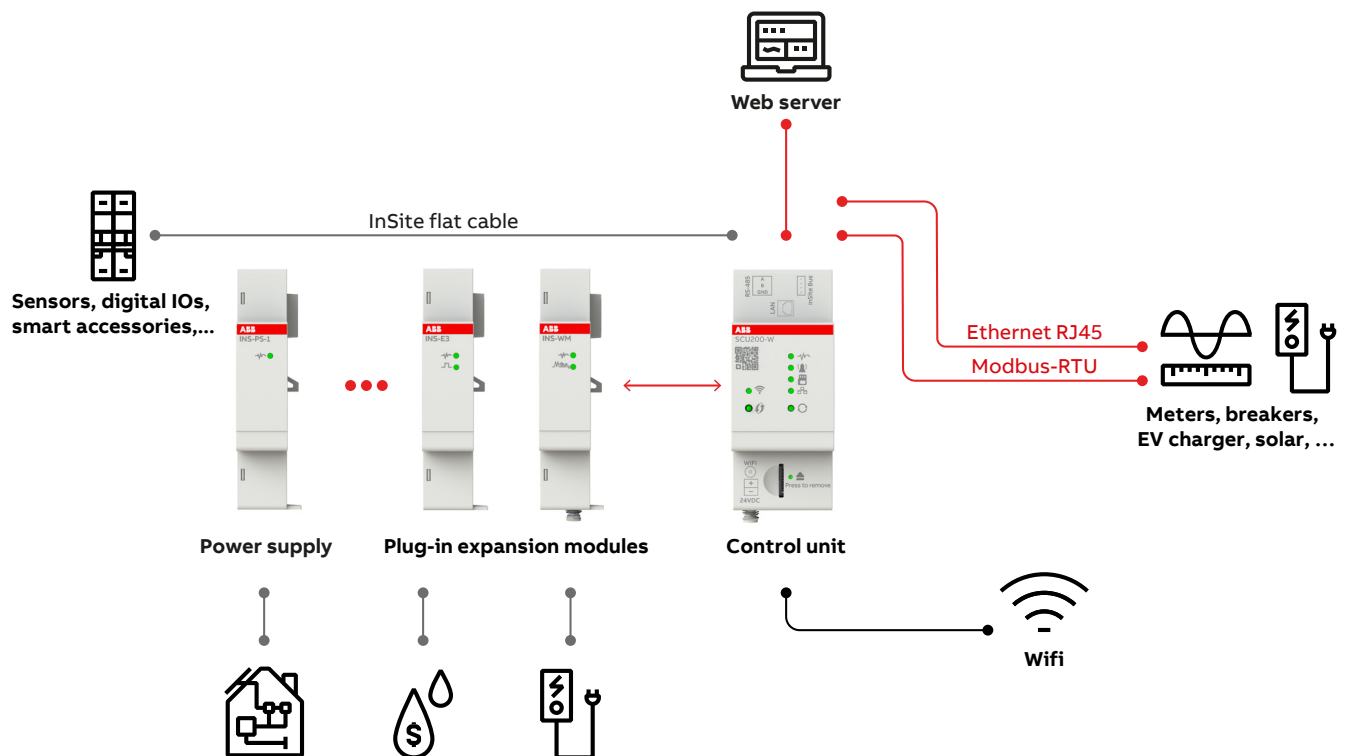 Web server
InSite flat cable
Sensors, digital IOs,
smart accessories,...
RS-485
A
B
GND
LAN
InSite BUS
ABB
INS-PS-1
ABB
INS-E3
ABB
INS-WM
ABB
SCU200-W
Ethernet RJ45
Modbus-RTU
Meters, breakers,
EV charger, solar, ...
WIFI
+
−
24VDC
Press to remove
Power supply
Plug-in expansion modules
Control unit
Wifi
$